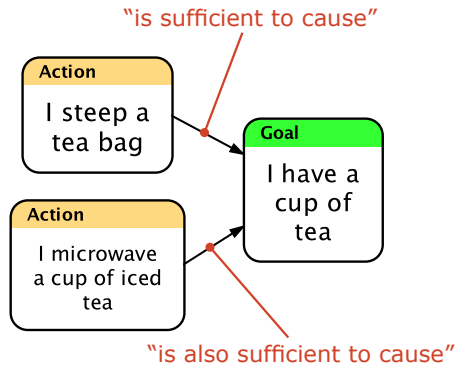 “is sufficient to cause”
Action
I steep a
tea bag
Goal
I have a
cup of
tea
Action
I microwave
a cup of iced
tea
“is also sufficient to cause”